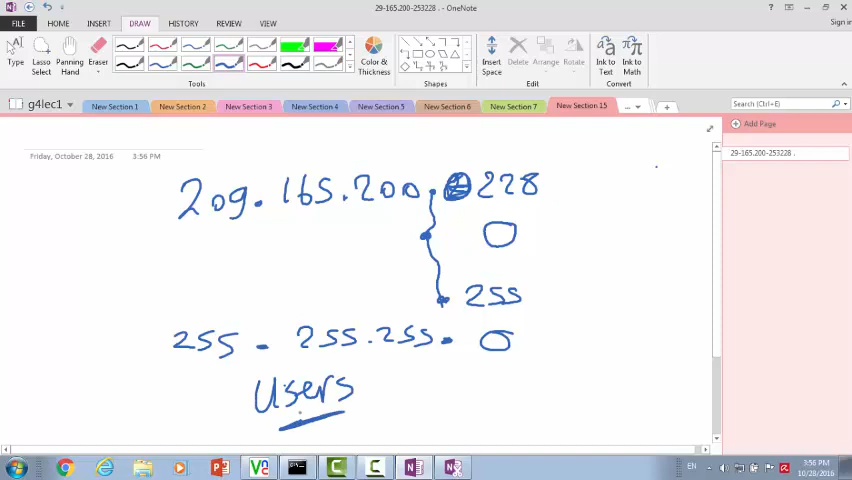 29-165.200-253228 . - OneNote
Sign in
FILE HOME INSERT DRAW HISTORY REVIEW VIEW
Type Lasso Select Panning Hand Eraser Color & Thickness Insert Space Delete Arrange Rotate Ink to Text Ink to Math
Tools Shapes Edit Convert
g4lec1 New Section 1 New Section 2 New Section 3 New Section 4 New Section 5 New Section 6 New Section 7 New Section 15 ... + Search (Ctrl+E)
Add Page
Friday, October 28, 2016 3:56 PM
29-165.200-253228 .
209.165.200.228
0
255
255.255.255.0
Users
EN 3:56 PM
10/28/2016